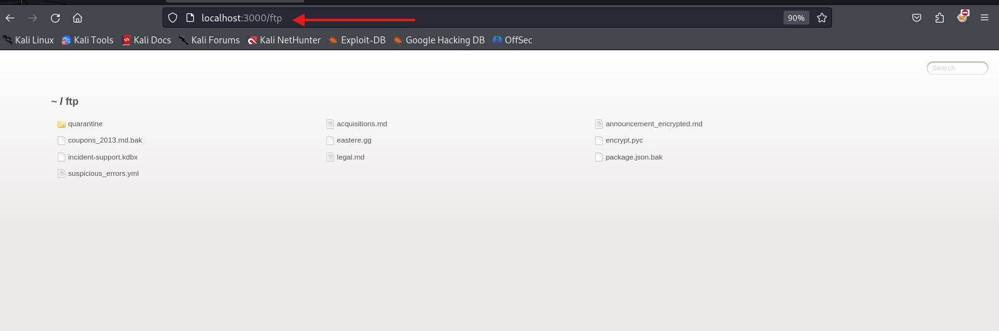 localhost:3000/ftp 90%
Kali Linux Kali Tools Kali Docs Kali Forums Kali NetHunter Exploit-DB Google Hacking DB OffSec
Search
~ / ftp
quarantine acquisitions.md announcement_encrypted.md
coupons_2013.md.bak eastere.gg encrypt.pyc
incident-support.kdbx legal.md package.json.bak
suspicious_errors.yml